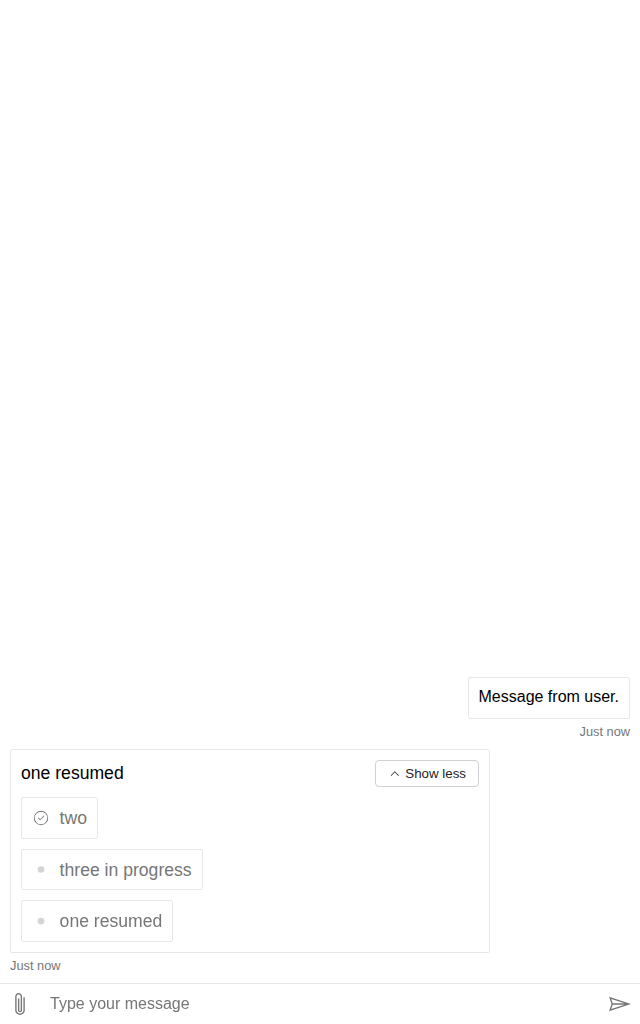 Message from user.
Just now
one resumed
Show less
two
three in progress
one resumed
Just now
Type your message